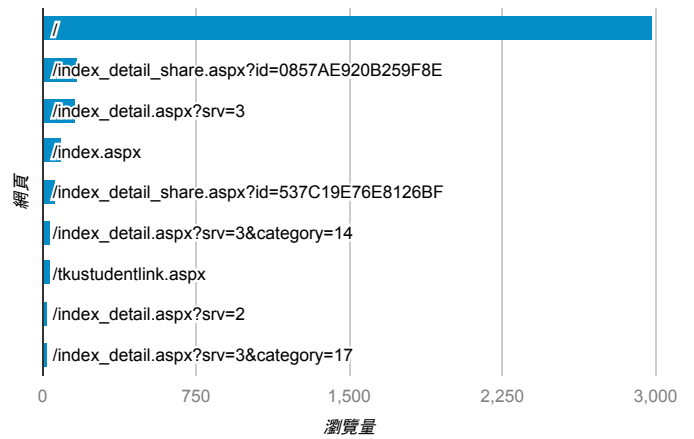 /
/index_detail_share.aspx?id=0857AE920B259F8E
/index_detail.aspx?srv=3
/index.aspx
/index_detail_share.aspx?id=537C19E76E8126BF
/index_detail.aspx?srv=3&category=14
/tkustudentlink.aspx
/index_detail.aspx?srv=2
/index_detail.aspx?srv=3&category=17
網頁
0 750 1,500 2,250 3,000
瀏覽量